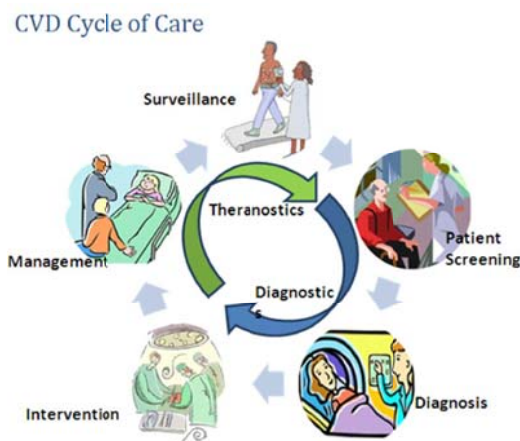 CVD Cycle of Care
Surveillance
Theranostics
Patient
Screening
Management
Diagnostic
s
Intervention
Diagnosis